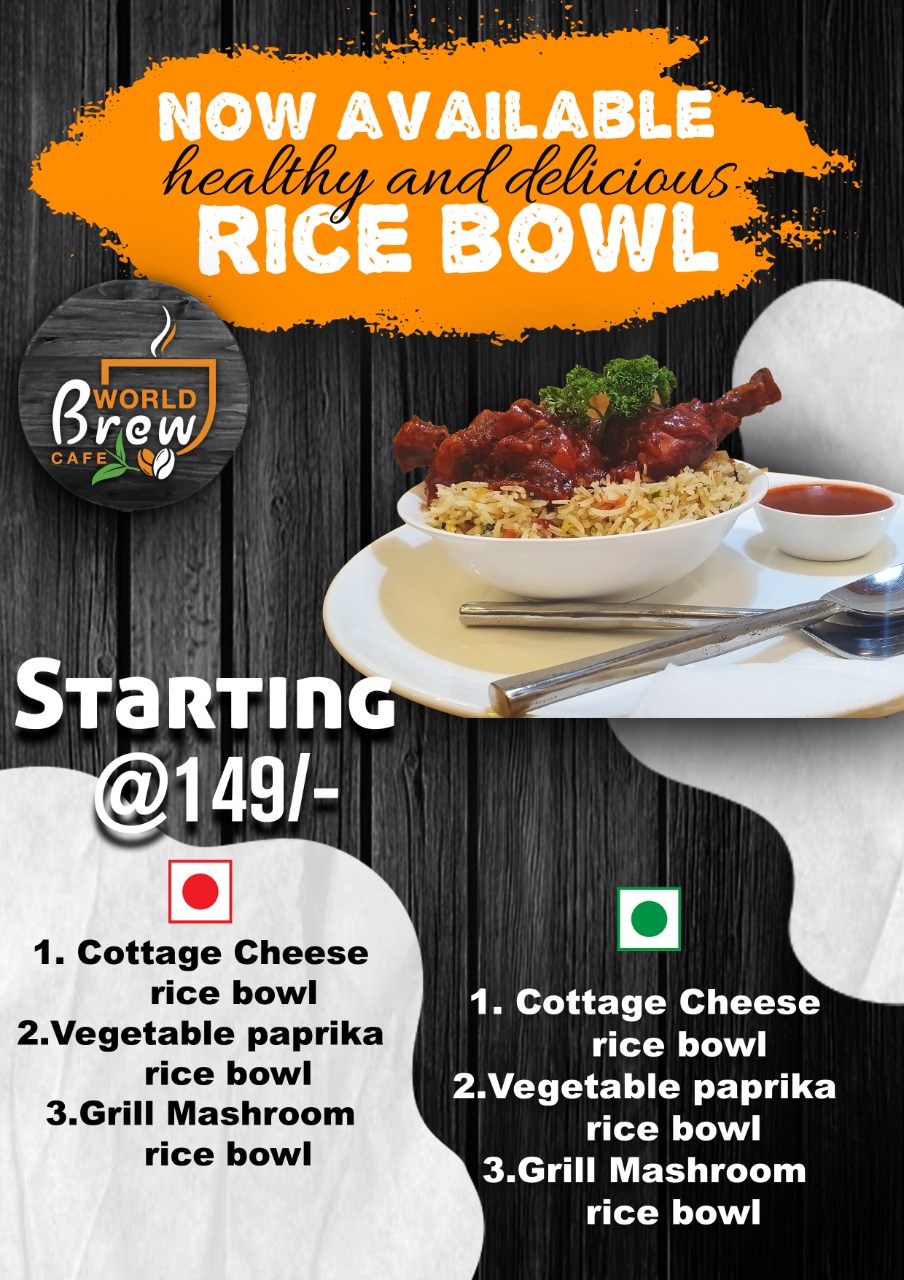 NOW AVAILABLE
healthy and delicious
RICE BOWL
WORLD
Brew
CAFE
STaRTING
@149/-
1. Cottage Cheese
rice bowl
2.Vegetable paprika
rice bowl
3.Grill Mashroom
rice bowl
1. Cottage Cheese
rice bowl
2.Vegetable paprika
rice bowl
3.Grill Mashroom
rice bowl